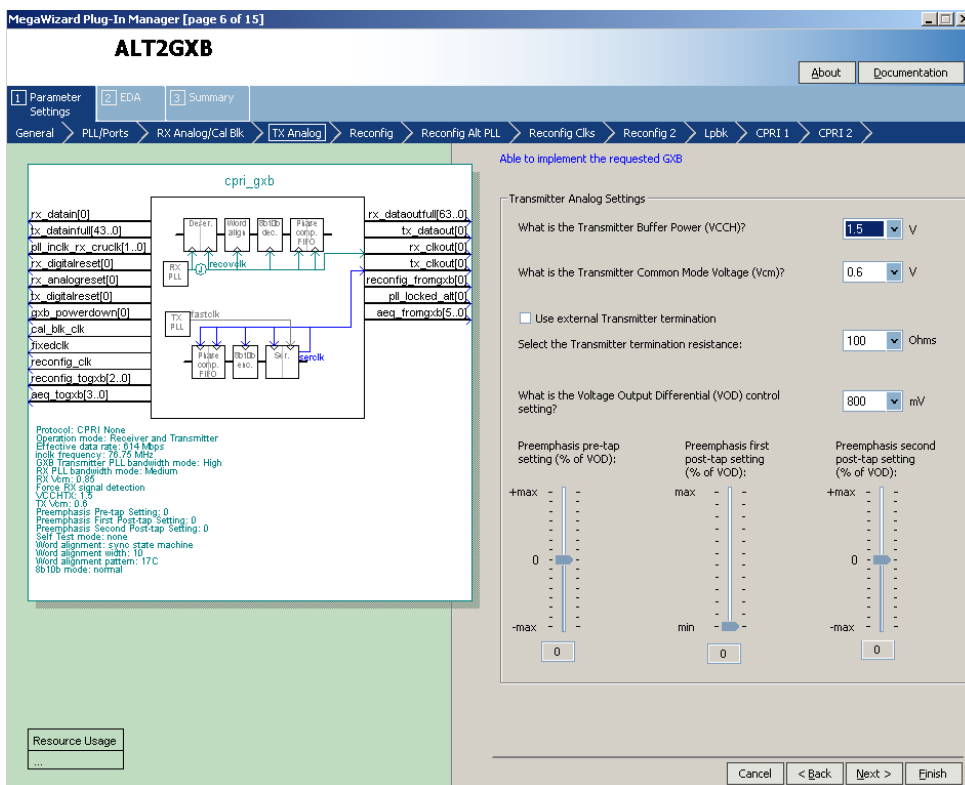 MegaWizard Plug-In Manager [page 6 of 15]
ALT2GXB
About
Documentation
1 Parameter Settings
2 EDA
3 Summary
General
PLL/Ports
RX Analog/Cal Blk
TX Analog
Reconfig
Reconfig Alt PLL
Reconfig Clks
Reconfig 2
Lpbk
CPRI 1
CPRI 2
cpri_gxb
rx_datain[0]
tx_datainfull[43..0]
pll_inclk_rx_cruclk[1..0]
rx_digitalreset[0]
rx_analogreset[0]
tx_digitalreset[0]
gxb_powerdown[0]
cal_blk_clk
fixedclk
reconfig_clk
reconfig_togxb[2..0]
aeq_togxb[3..0]
Deser.
Word align
8b10b dec.
Phase comp. FIFO
RX PLL
recovclk
TX PLL
fastclk
Phase comp. FIFO
8b10b enc.
Ser.
serclk
rx_dataoutfull[63..0]
tx_dataout[0]
rx_clkout[0]
tx_clkout[0]
reconfig_fromgxb[0]
pll_locked_alt[0]
aeq_fromgxb[5..0]
Protocol: CPRI None
Operation mode: Receiver and Transmitter
Effective data rate: 614 Mbps
inclk frequency: 76.75 MHz
GXB Transmitter PLL bandwidth mode: High
RX PLL bandwidth mode: Medium
RX Vcm: 0.85
Force RX signal detection
VCCHTX: 1.5
TX Vcm: 0.6
Preemphasis Pre-tap Setting: 0
Preemphasis First Post-tap Setting: 0
Preemphasis Second Post-tap Setting: 0
Self Test mode: none
Word alignment: sync state machine
Word alignment width: 10
Word alignment pattern: 17C
8b10b mode: normal
Resource Usage
...
Able to implement the requested GXB
Transmitter Analog Settings
What is the Transmitter Buffer Power (VCCH)?
1.5 V
What is the Transmitter Common Mode Voltage (Vcm)?
0.6 V
Use external Transmitter termination
Select the Transmitter termination resistance:
100 Ohms
What is the Voltage Output Differential (VOD) control
setting?
800 mV
Preemphasis pre-tap
setting (% of VOD):
+max
0
-max
0
Preemphasis first
post-tap setting
(% of VOD):
max
min
0
Preemphasis second
post-tap setting
(% of VOD):
+max
0
-max
0
Cancel
< Back
Next >
Finish